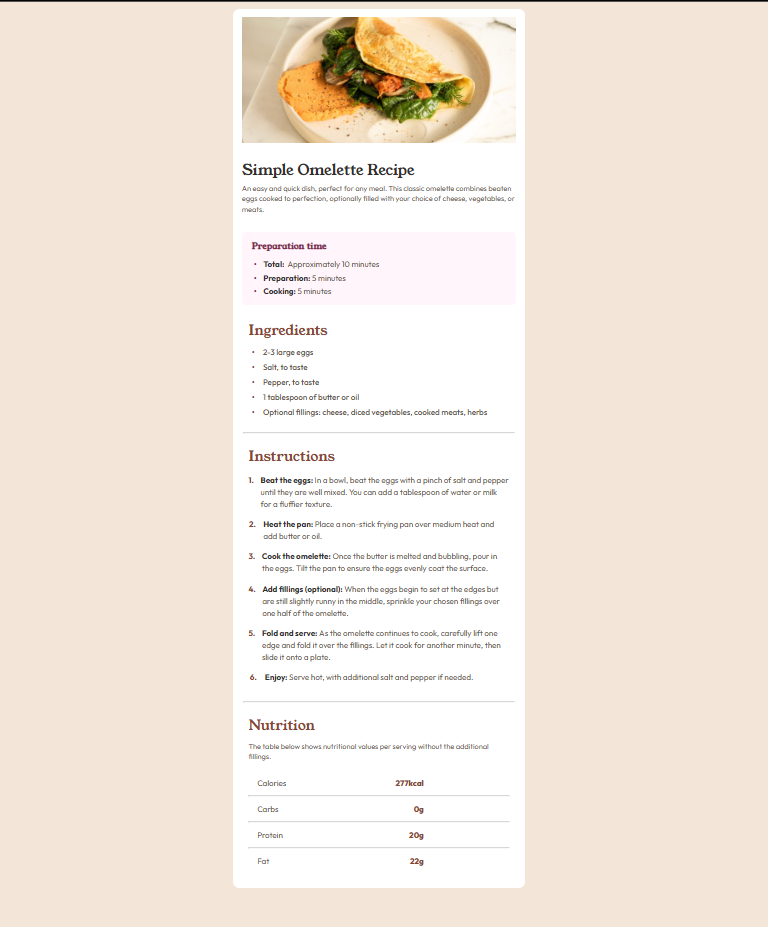 Simple Omelette Recipe
An easy and quick dish, perfect for any meal. This classic omelette combines beaten
eggs cooked to perfection, optionally filled with your choice of cheese, vegetables, or
meats.
Preparation time
• Total: Approximately 10 minutes
• Preparation: 5 minutes
• Cooking: 5 minutes
Ingredients
• 2-3 large eggs
• Salt, to taste
• Pepper, to taste
• 1 tablespoon of butter or oil
• Optional fillings: cheese, diced vegetables, cooked meats, herbs
Instructions
1. Beat the eggs: In a bowl, beat the eggs with a pinch of salt and pepper
until they are well mixed. You can add a tablespoon of water or milk
for a fluffier texture.
2. Heat the pan: Place a non-stick frying pan over medium heat and
add butter or oil.
3. Cook the omelette: Once the butter is melted and bubbling, pour in
the eggs. Tilt the pan to ensure the eggs evenly coat the surface.
4. Add fillings (optional): When the eggs begin to set at the edges but
are still slightly runny in the middle, sprinkle your chosen fillings over
one half of the omelette.
5. Fold and serve: As the omelette continues to cook, carefully lift one
edge and fold it over the fillings. Let it cook for another minute, then
slide it onto a plate.
6. Enjoy: Serve hot, with additional salt and pepper if needed.
Nutrition
The table below shows nutritional values per serving without the additional
fillings.
Calories 277kcal
Carbs 0g
Protein 20g
Fat 22g